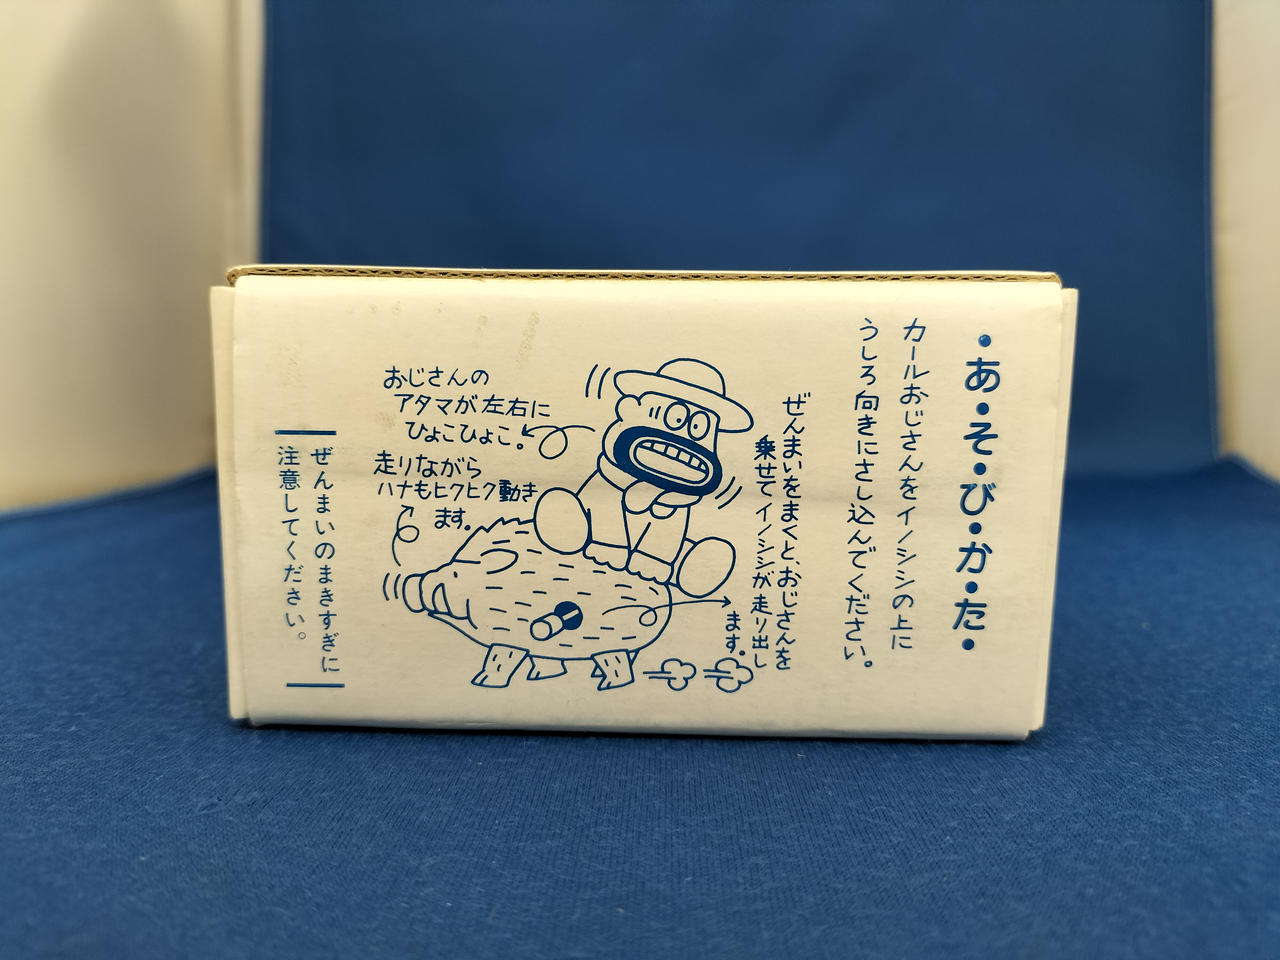 ・あ・そ・び・か・た・
カールおじさんをイノシシの上に
うしろ向きにさし込んでください。
ぜんまいをまくと、おじさんを
乗せてイノシシが走り出し
ます。
おじさんの
アタマが左右に
ひょこひょこ。
走りながら
ハナもヒクヒク動き
ます。
ぜんまいのまきすぎに
注意してください。